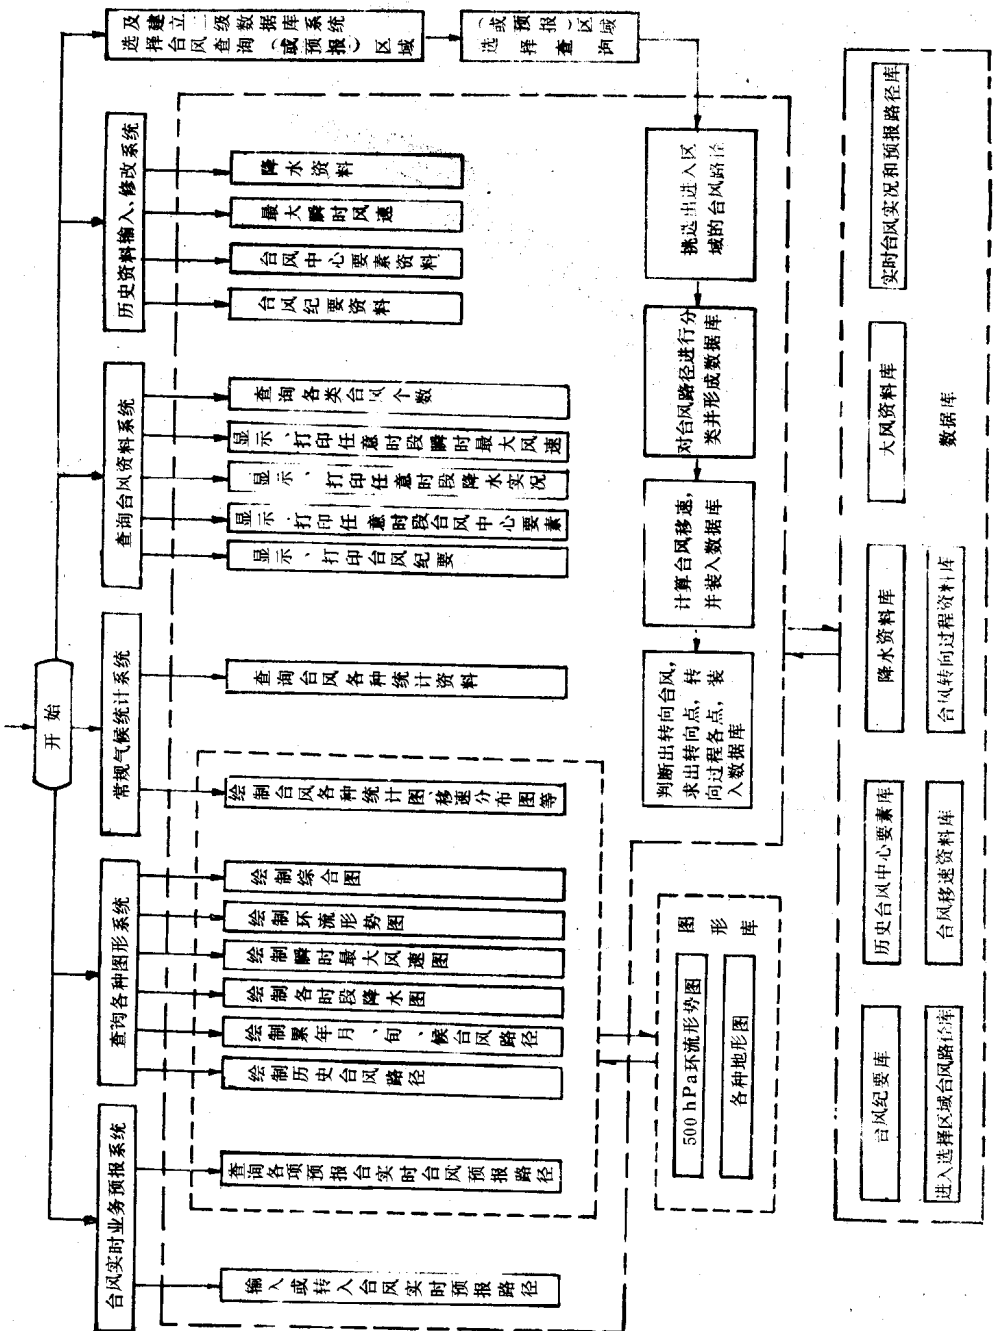 开始
台风实时业务预报系统
查询各种图形系统
常规气候统计系统
查询台风资料系统
历史资料输入、修改系统
选择台风查询(或预报)区域
及建立二级数据库系统
输入或转入台风实时预报路径
查询各项预报台实时台风预报路径
绘制历史台风路径
绘制累年月、旬、候台风路径
绘制各时段降水图
绘制瞬时最大风速图
绘制环流形势图
绘制综合图
绘制台风各种统计图、移速分布图等
查询台风各种统计资料
显示、打印台风纪要
显示、打印任意时段台风中心要素
显示、打印任意时段降水实况
显示、打印任意时段瞬时最大风速
查询各类台风个数
台风纪要资料
台风中心要素资料
最大瞬时风速
降水资料
选择查询
(或预报)区域
挑选出进入区
域的台风路径
对台风路径进行分
类并形成数据库
计算台风移速,
并装入数据库
判断出转向台风,
求出转向点,转
向过程各点,装
入数据库
图形库
500 hPa环流形势图
各种地形图
台风纪要库
历史台风中心要素库
降水资料库
大风资料库
实时台风实况和预报路径库
进入选择区域台风路径库
台风移速资料库
台风转向过程资料库
数据库